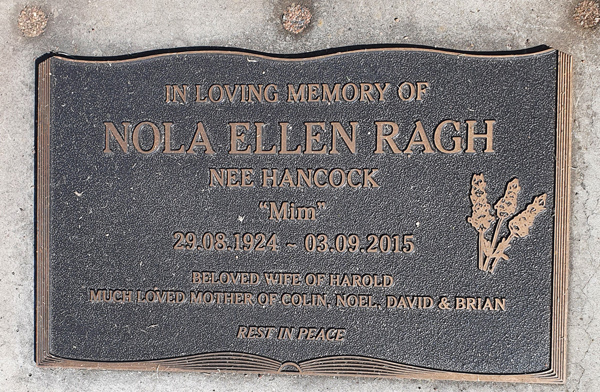 IN LOVING MEMORY OF
NOLA ELLEN RAGH
NEE HANCOCK
"Mim"
29.08.1924 ~ 03.09.2015
BELOVED WIFE OF HAROLD
MUCH LOVED MOTHER OF COLIN, NOEL, DAVID & BRIAN
REST IN PEACE